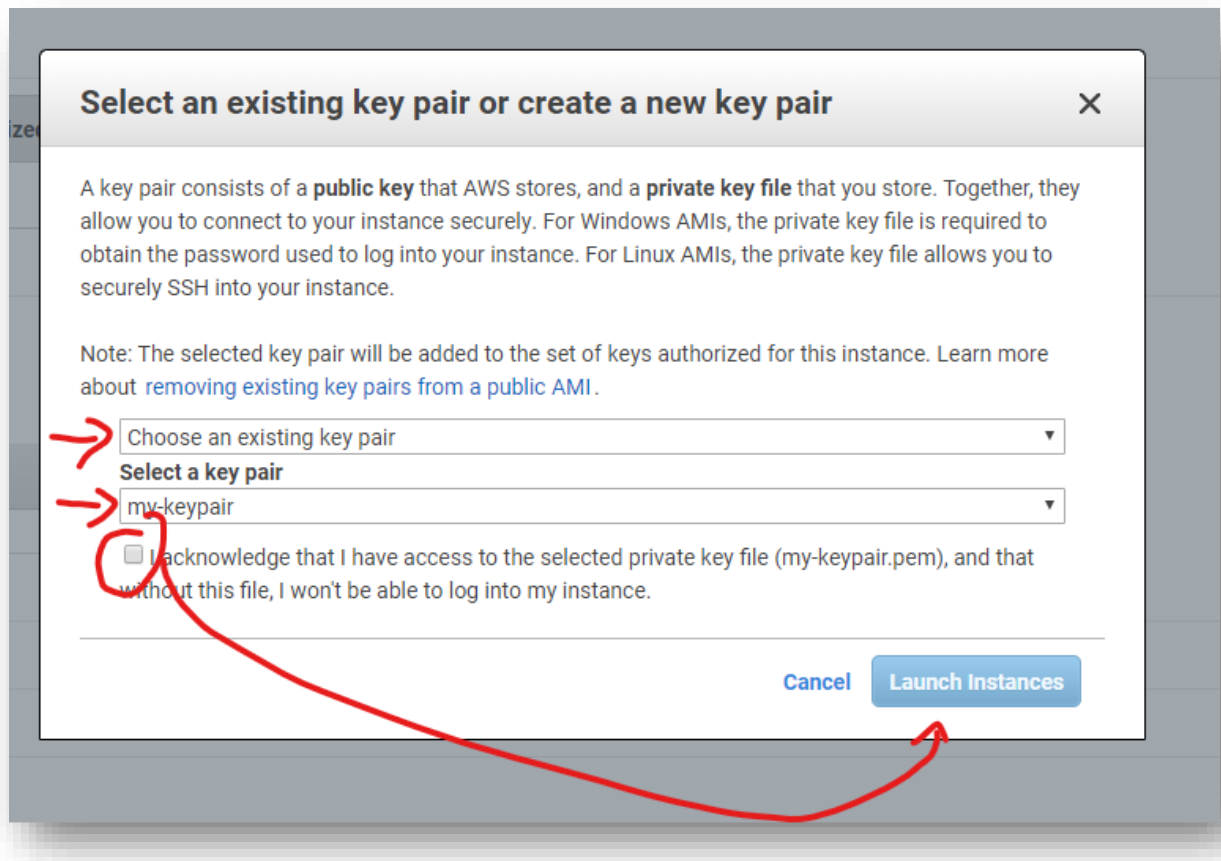 ized
Select an existing key pair or create a new key pair
A key pair consists of a public key that AWS stores, and a private key file that you store. Together, they
allow you to connect to your instance securely. For Windows AMIs, the private key file is required to
obtain the password used to log into your instance. For Linux AMIs, the private key file allows you to
securely SSH into your instance.
Note: The selected key pair will be added to the set of keys authorized for this instance. Learn more
about removing existing key pairs from a public AMI.
Choose an existing key pair
Select a key pair
my-keypair
I acknowledge that I have access to the selected private key file (my-keypair.pem), and that
without this file, I won't be able to log into my instance.
Cancel Launch Instances